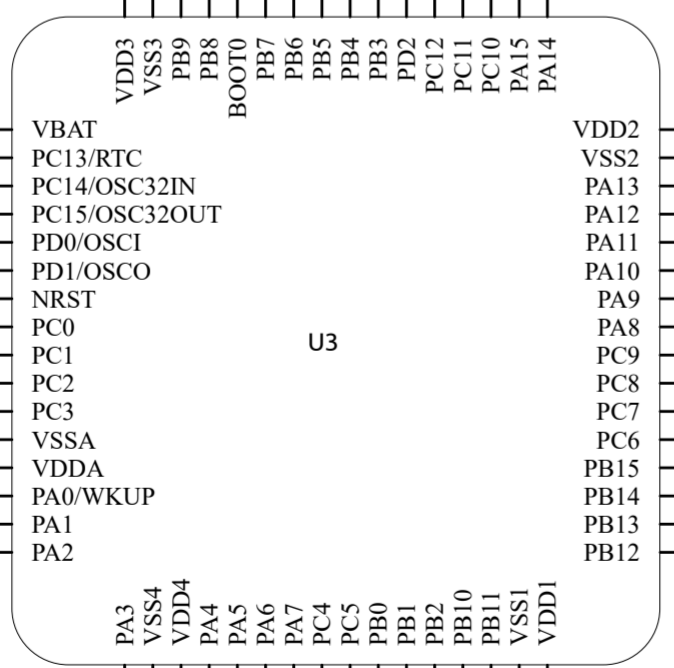 VDD3
VSS3
PB9
PB8
BOOT0
PB7
PB6
PB5
PB4
PB3
PD2
PC12
PC11
PC10
PA15
PA14
VBAT
PC13/RTC
PC14/OSC32IN
PC15/OSC32OUT
PD0/OSCI
PD1/OSCO
NRST
PC0
PC1
PC2
PC3
VSSA
VDDA
PA0/WKUP
PA1
PA2
U3
VDD2
VSS2
PA13
PA12
PA11
PA10
PA9
PA8
PC9
PC8
PC7
PC6
PB15
PB14
PB13
PB12
PA3
VSS4
VDD4
PA4
PA5
PA6
PA7
PC4
PC5
PB0
PB1
PB2
PB10
PB11
VSS1
VDD1